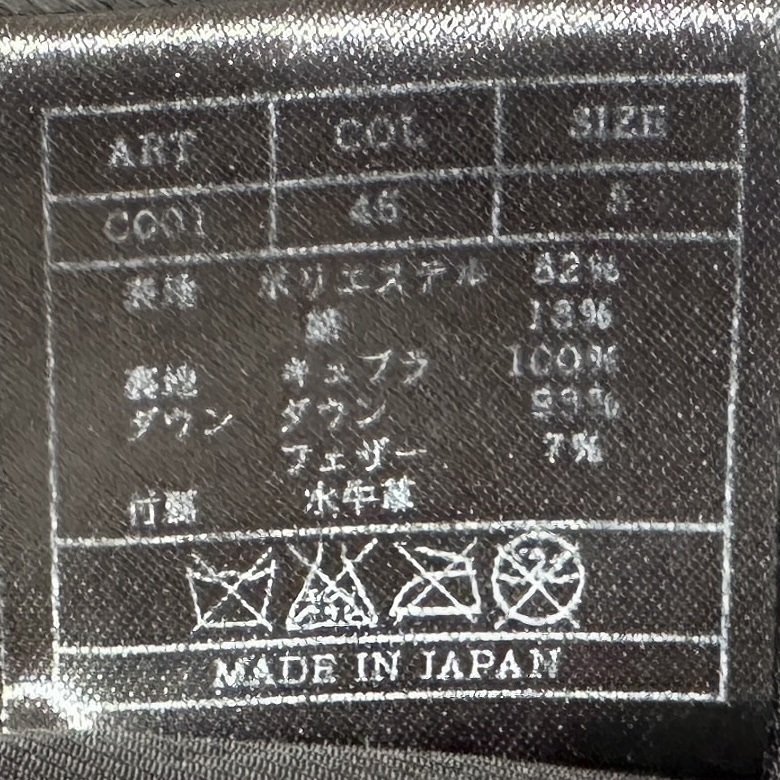 ART COL SIZE
C001 46
表地 ポリエステル 82%
綿 18%
裏地 キュプラ 100%
ダウン ダウン 93%
フェザー 7%
付属 水牛革
MADE IN JAPAN